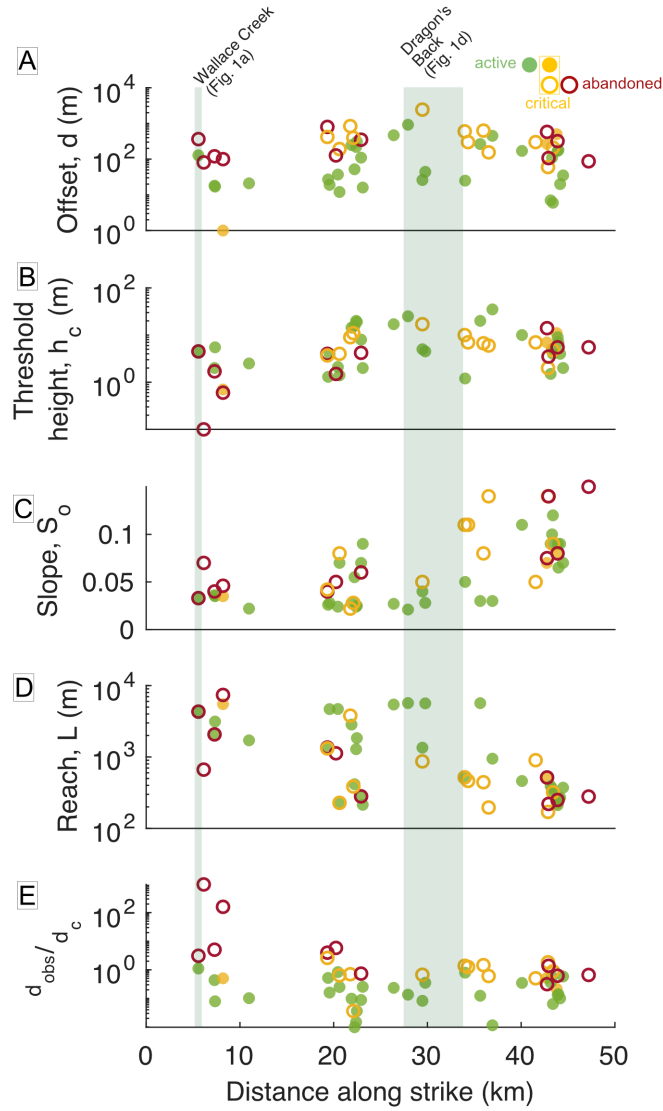 Wallace Creek
(Fig. 1a)
Dragon's
Back
(Fig. 1d)
active
abandoned
critical
A
Offset, d (m)
10^4
10^2
10^0
B
Threshold
height, h_c (m)
10^2
10^0
C
Slope, S_o
0.1
0.05
0
D
Reach, L (m)
10^4
10^3
10^2
E
d_obs/d_c
10^2
10^0
0
10
20
30
40
50
Distance along strike (km)